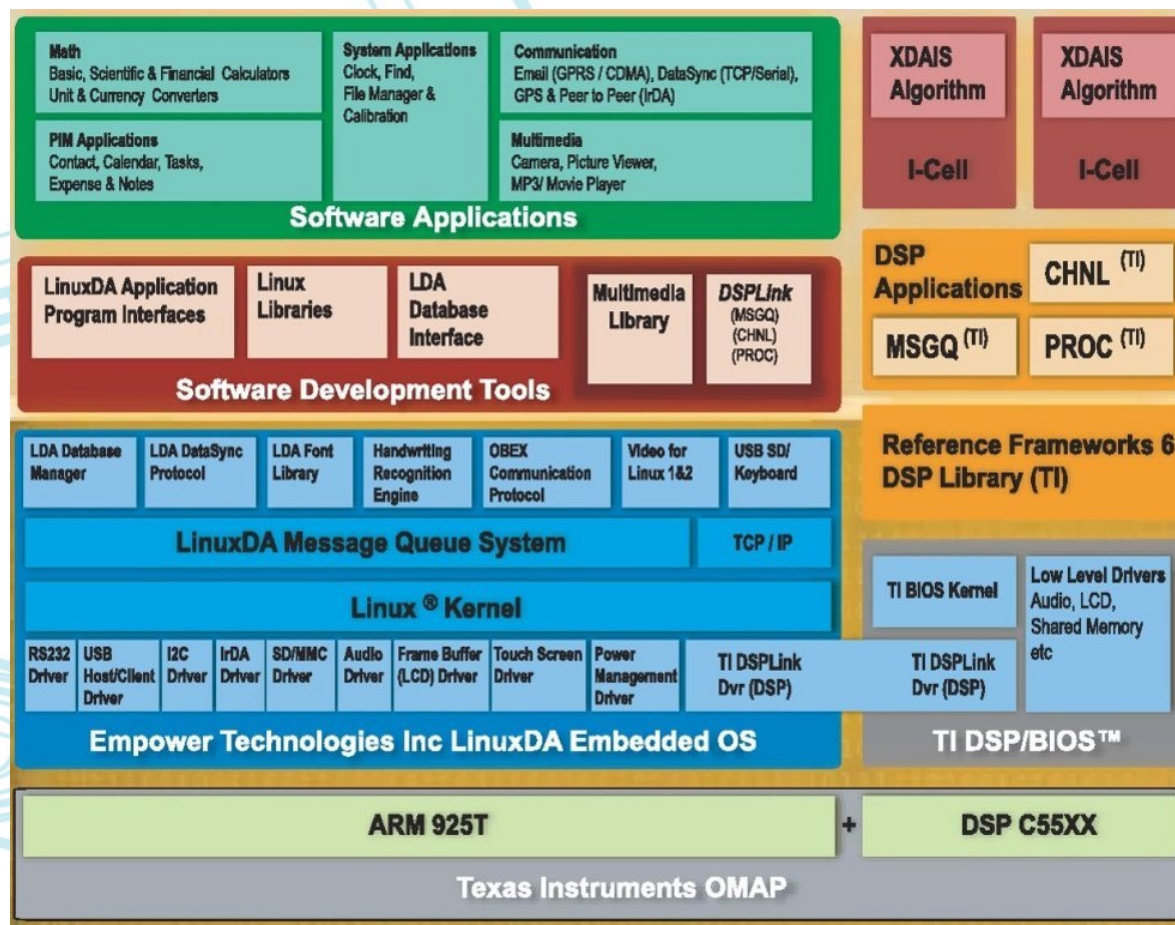 Math
Basic, Scientific & Financial Calculators
Unit & Currency Converters
System Applications
Clock, Find,
File Manager &
Calibration
Communication
Email (GPRS / CDMA), DataSync (TCP/Serial),
GPS & Peer to Peer (IrDA)
PIM Applications
Contact, Calendar, Tasks,
Expense & Notes
Multimedia
Camera, Picture Viewer,
MP3/ Movie Player
Software Applications
XDAIS
Algorithm
I-Cell
XDAIS
Algorithm
I-Cell
LinuxDA Application
Program Interfaces
Linux
Libraries
LDA
Database
Interface
Multimedia
Library
DSPLink
(MSGQ)
(CHNL)
(PROC)
Software Development Tools
DSP
Applications
CHNL (TI)
MSGQ (TI)
PROC (TI)
LDA Database
Manager
LDA DataSync
Protocol
LDA Font
Library
Handwriting
Recognition
Engine
OBEX
Communication
Protocol
Video for
Linux 1&2
USB SD/
Keyboard
LinuxDA Message Queue System
TCP / IP
Linux ® Kernel
RS232
Driver
USB
Host/Client
Driver
I2C
Driver
IrDA
Driver
SD/MMC
Driver
Audio
Driver
Frame Buffer
(LCD) Driver
Touch Screen
Driver
Power
Management
Driver
TI DSPLink
Dvr (DSP)
Empower Technologies Inc LinuxDA Embedded OS
Reference Frameworks 6
DSP Library (TI)
TI BIOS Kernel
Low Level Drivers
Audio, LCD,
Shared Memory
etc
TI DSPLink
Dvr (DSP)
TI DSP/BIOS™
ARM 925T
+
DSP C55XX
Texas Instruments OMAP